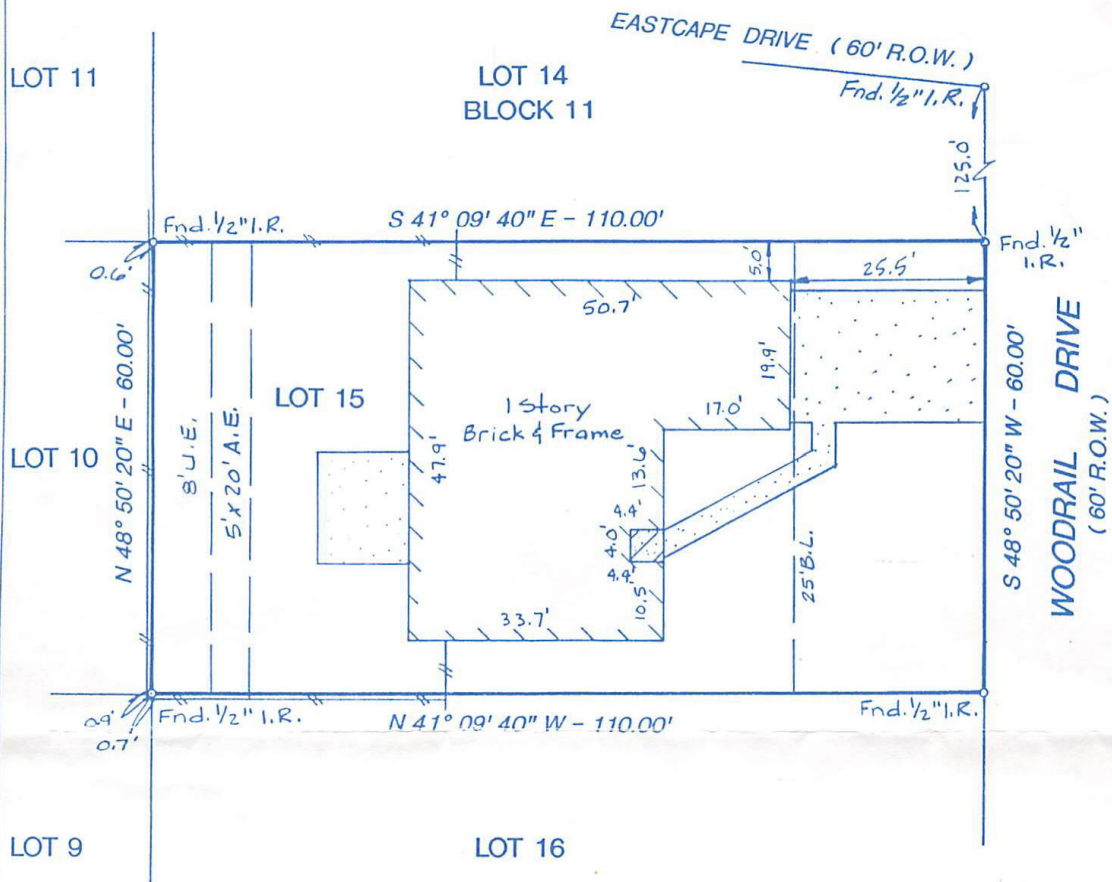 EASTCAPE DRIVE ( 60' R.O.W. )
LOT 11
LOT 14
BLOCK 11
Fnd. 1/2" I.R.
125.0'
Fnd. 1/2" I.R.
S 41° 09' 40" E - 110.00'
Fnd. 1/2"
I.R.
0.6'
5.0'
25.5'
50.7'
19.9'
LOT 15
17.0'
1 Story
Brick & Frame
N 48° 50' 20" E - 60.00'
LOT 10
8' U.E.
5' x 20' A.E.
47.9'
13.6'
4.4'
4.0'
4.4'
10.5'
33.7'
25' B.L.
S 48° 50' 20" W - 60.00'
WOODRAIL DRIVE
( 60' R.O.W. )
0.9'
0.7'
Fnd. 1/2" I.R.
N 41° 09' 40" W - 110.00'
Fnd. 1/2" I.R.
LOT 9
LOT 16